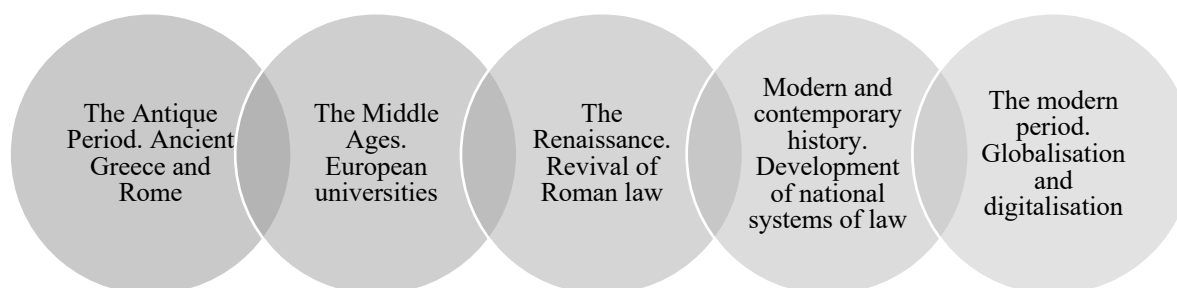 The Antique
Period. Ancient
Greece and
Rome
The Middle
Ages.
European
universities
The
Renaissance.
Revival of
Roman law
Modern and
contemporary
history.
Development
of national
systems of law
The modern
period.
Globalisation
and
digitalisation